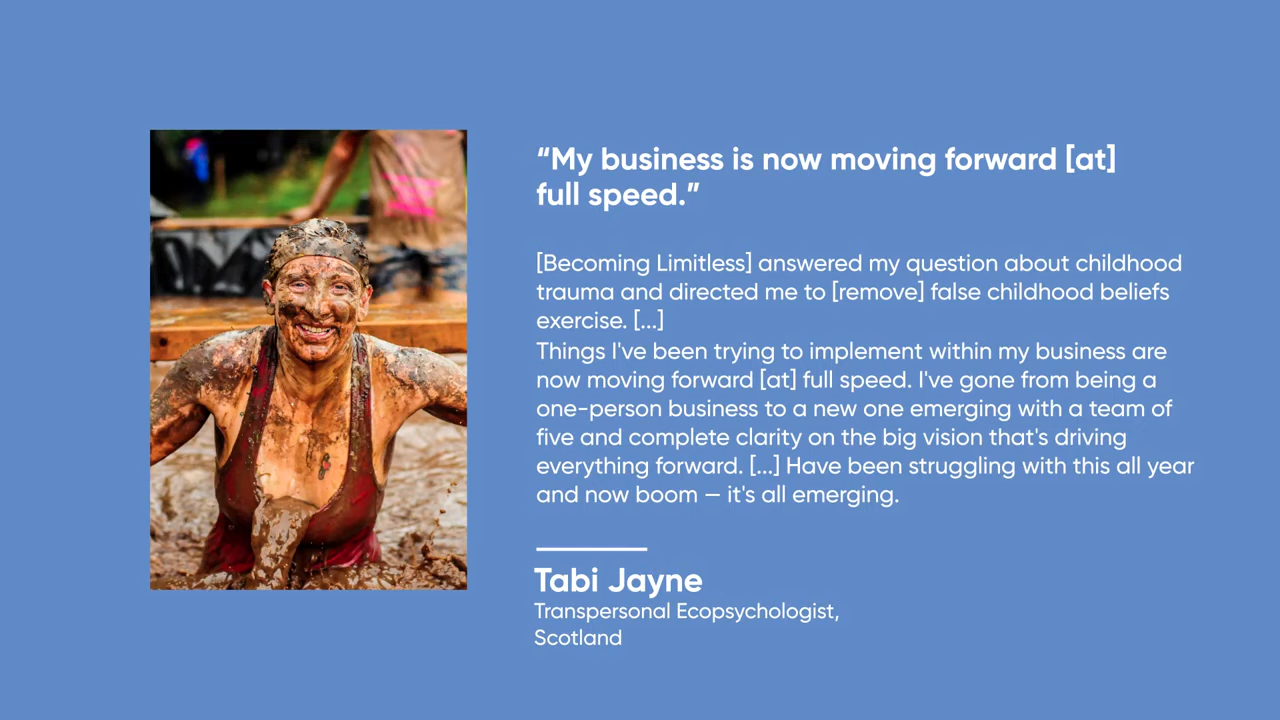 “My business is now moving forward [at]
full speed.”
[Becoming Limitless] answered my question about childhood
trauma and directed me to [remove] false childhood beliefs
exercise. [...]
Things I've been trying to implement within my business are
now moving forward [at] full speed. I've gone from being a
one-person business to a new one emerging with a team of
five and complete clarity on the big vision that's driving
everything forward. [...] Have been struggling with this all year
and now boom — it's all emerging.
Tabi Jayne
Transpersonal Ecopsychologist,
Scotland